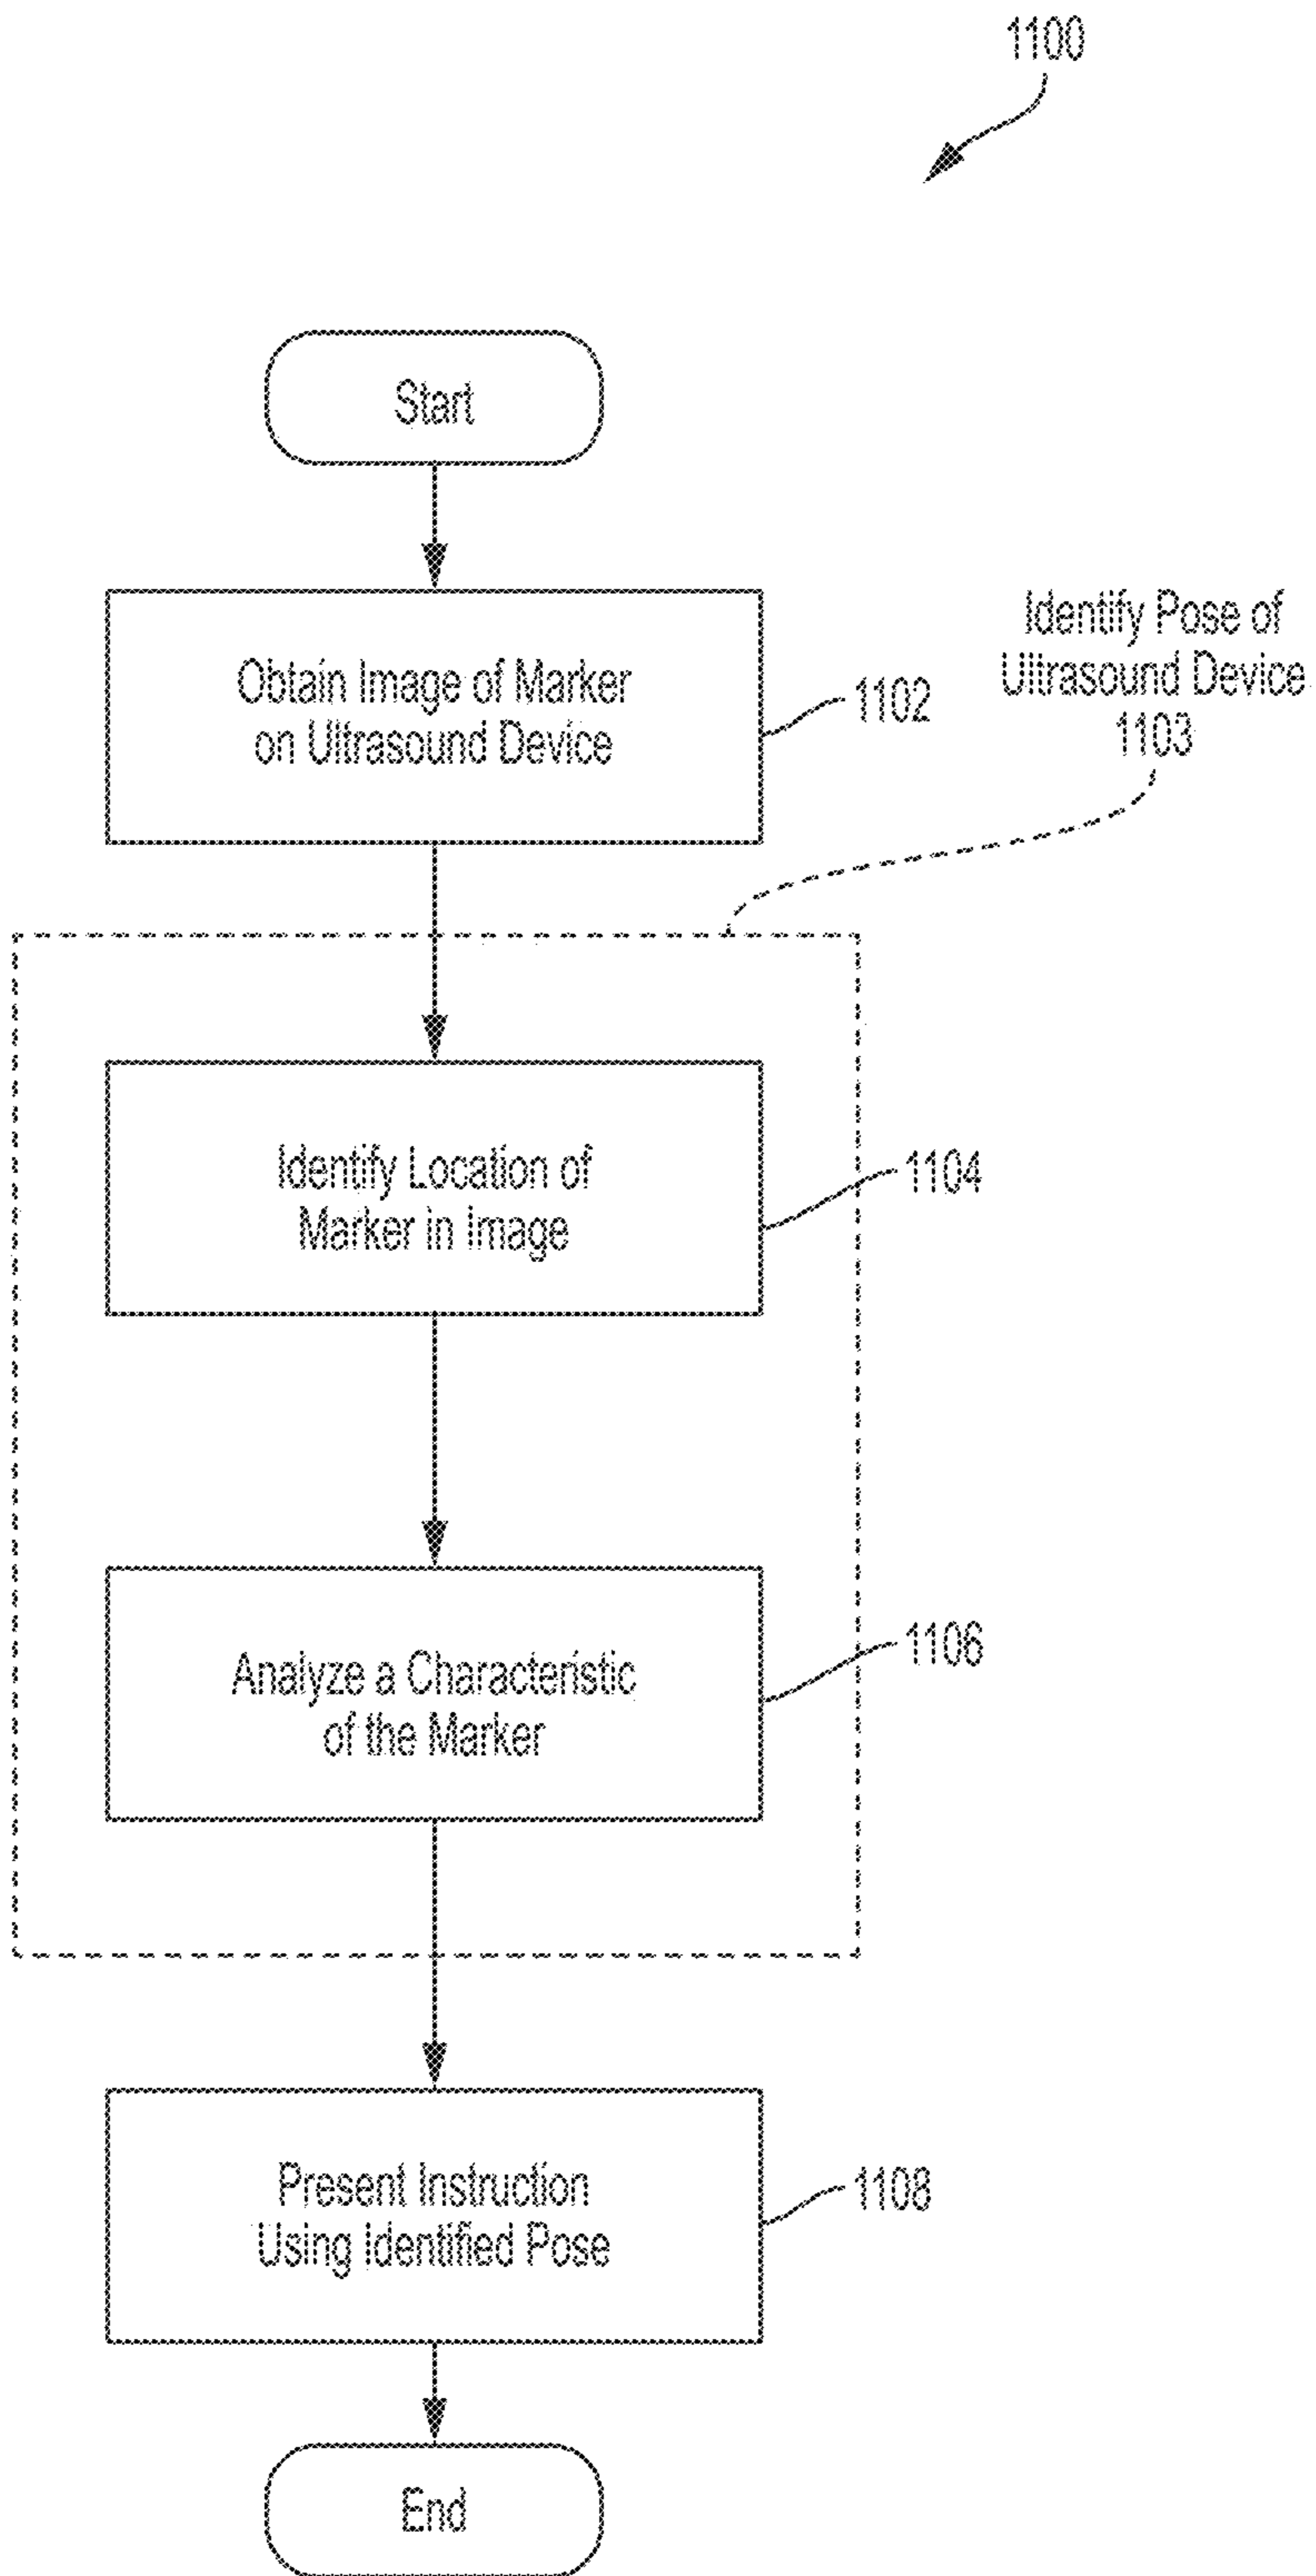 1100
Start
Obtain Image of Marker
on Ultrasound Device
1102
Identify Pose of
Ultrasound Device
1103
Identify Location of
Marker in Image
1104
Analyze a Characteristic
of the Marker
1106
Present Instruction
Using Identified Pose
1108
End